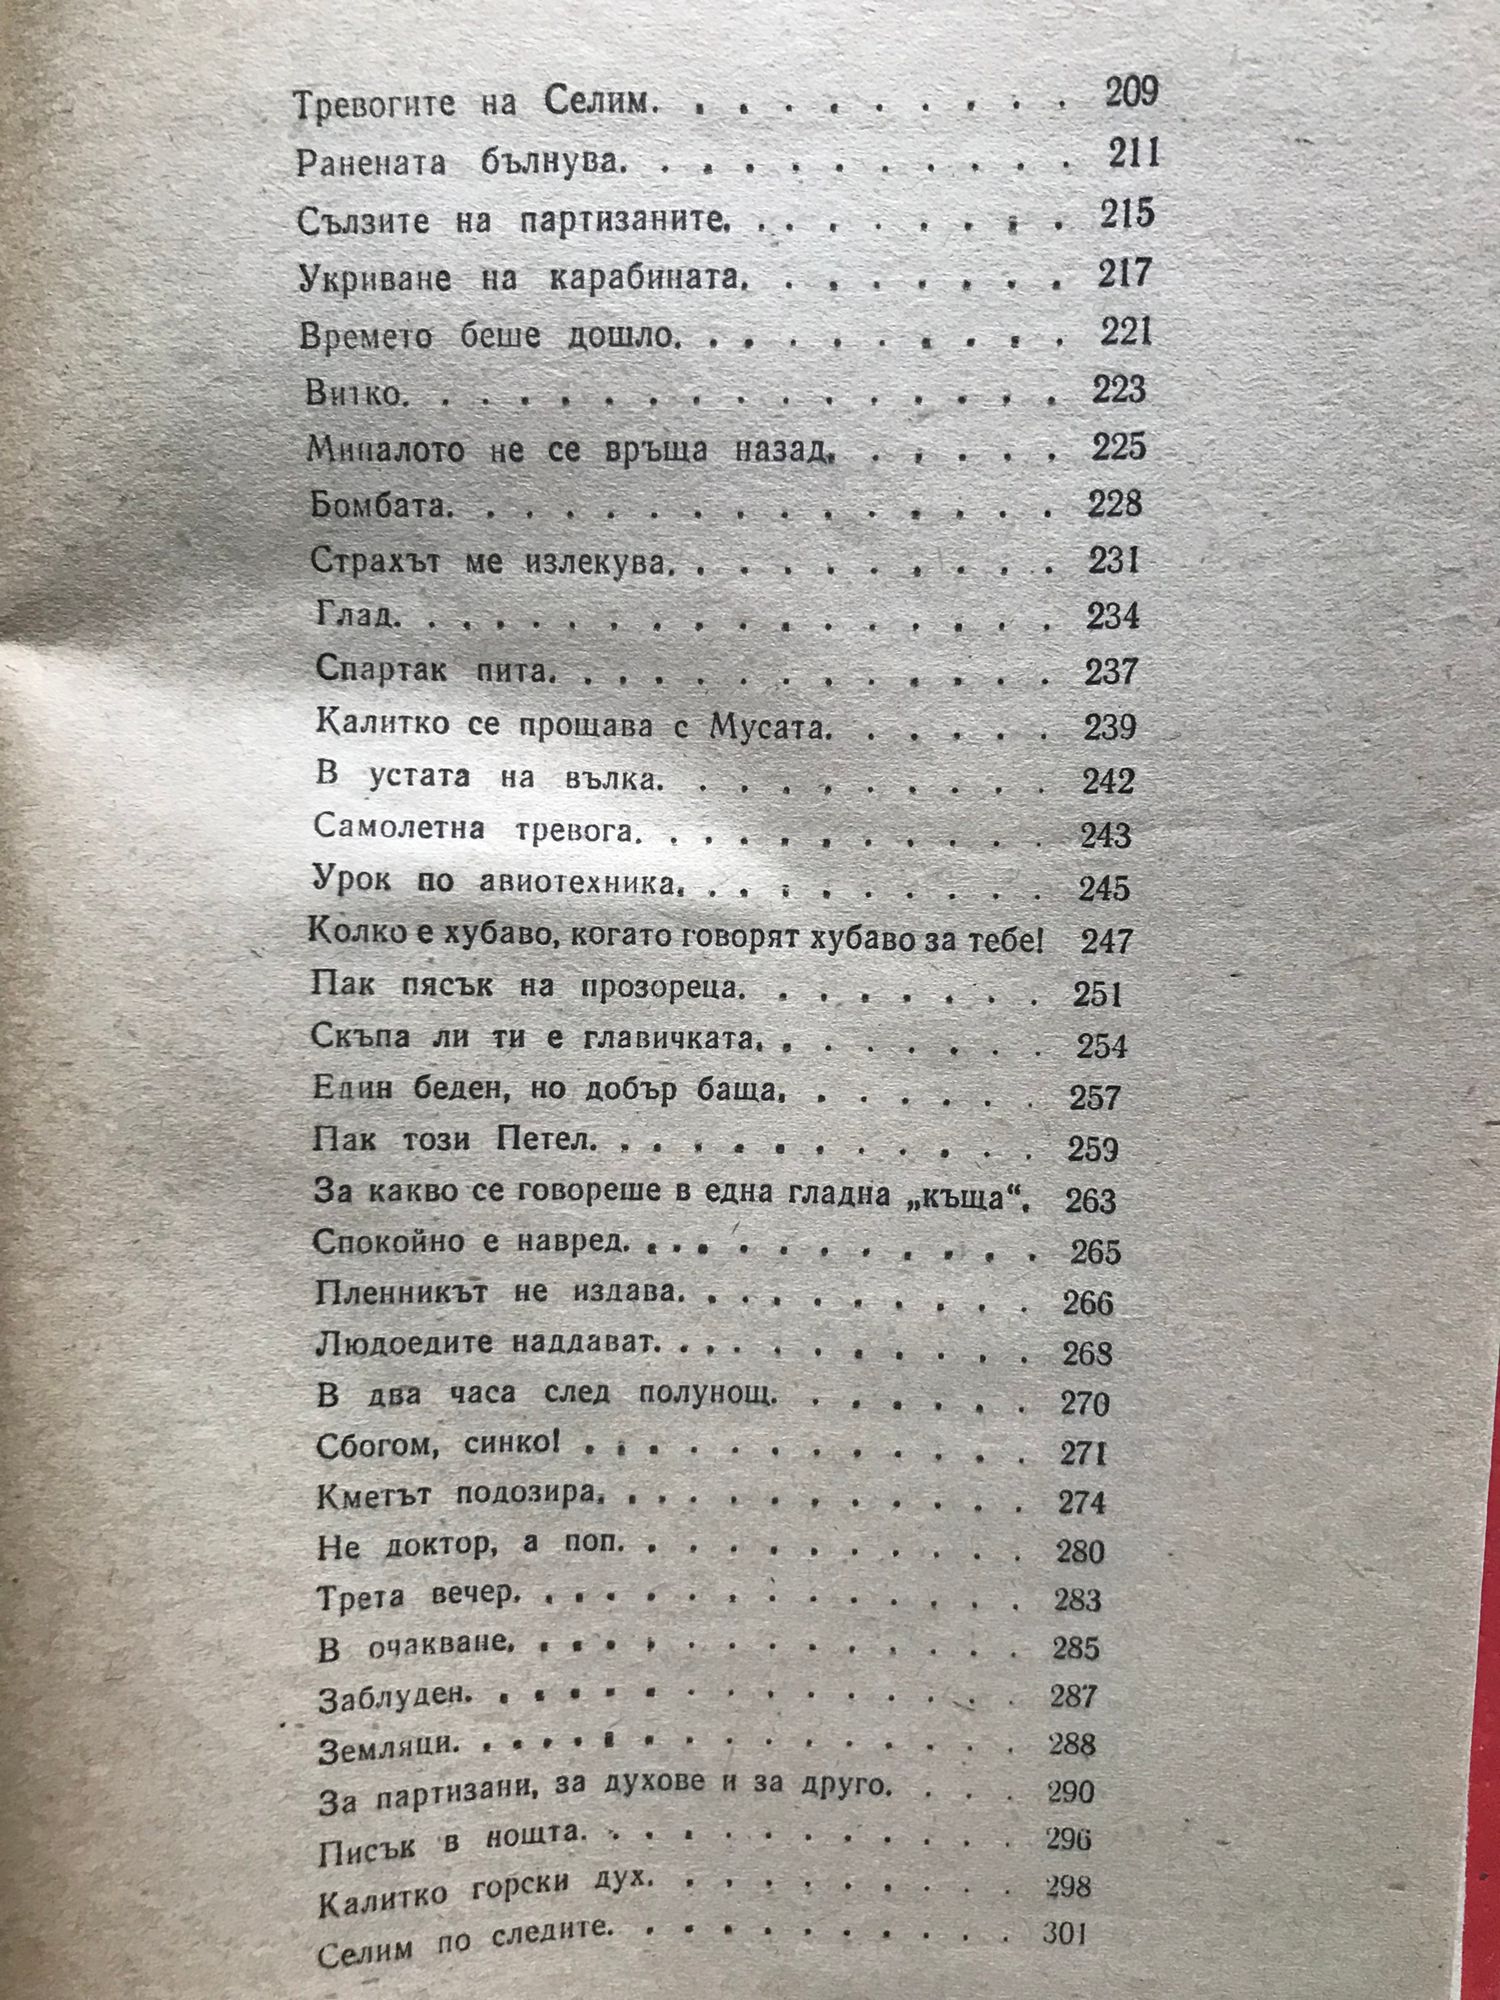 Тревогите на Селим. . . . . . . . . . 209
Ранената бълнува. . . . . . . . . . . 211
Сълзите на партизаните. . . . . . . . . 215
Укриване на карабината. . . . . . . . 217
Времето беше дошло. . . . . . . . . . 221
Витко. . . . . . . . . . . . . . . . 223
Миналото не се връща назад. . . . . . 225
Бомбата. . . . . . . . . . . . . . . 228
Страхът ме излекува. . . . . . . . . . 231
Глад. . . . . . . . . . . . . . . . . 234
Спартак пита. . . . . . . . . . . . . 237
Калитко се прощава с Мусата. . . . . . 239
В устата на вълка. . . . . . . . . . 242
Самолетна тревога. . . . . . . . . . . 243
Урок по авиотехника. . . . . . . . . . 245
Колко е хубаво, когато говорят хубаво за тебе! 247
Пак пясък на прозореца. . . . . . . . 251
Скъпа ли ти е главичката. . . . . . . . 254
Един беден, но добър баща. . . . . . . 257
Пак този Петел. . . . . . . . . . . . 259
За какво се говореше в една гладна „къща“. 263
Спокойно е навред. . . . . . . . . . . . 265
Пленникът не издава. . . . . . . . . . 266
Людоедите наддават. . . . . . . . . . . 268
В два часа след полунощ. . . . . . . 270
Сбогом, синко! . . . . . . . . . . . . 271
Кметът подозира. . . . . . . . . . . . 274
Не доктор, а поп. . . . . . . . . . . 280
Трета вечер. . . . . . . . . . . . . . 283
В очакване. . . . . . . . . . . . . . 285
Заблуден. . . . . . . . . . . . . . . 287
Земляци. . . . . . . . . . . . . . . . 288
За партизани, за духове и за друго. . . . 290
Писък в нощта. . . . . . . . . . . . 296
Калитко горски дух. . . . . . . . . . 298
Селим по следите. . . . . . . . . . . 301